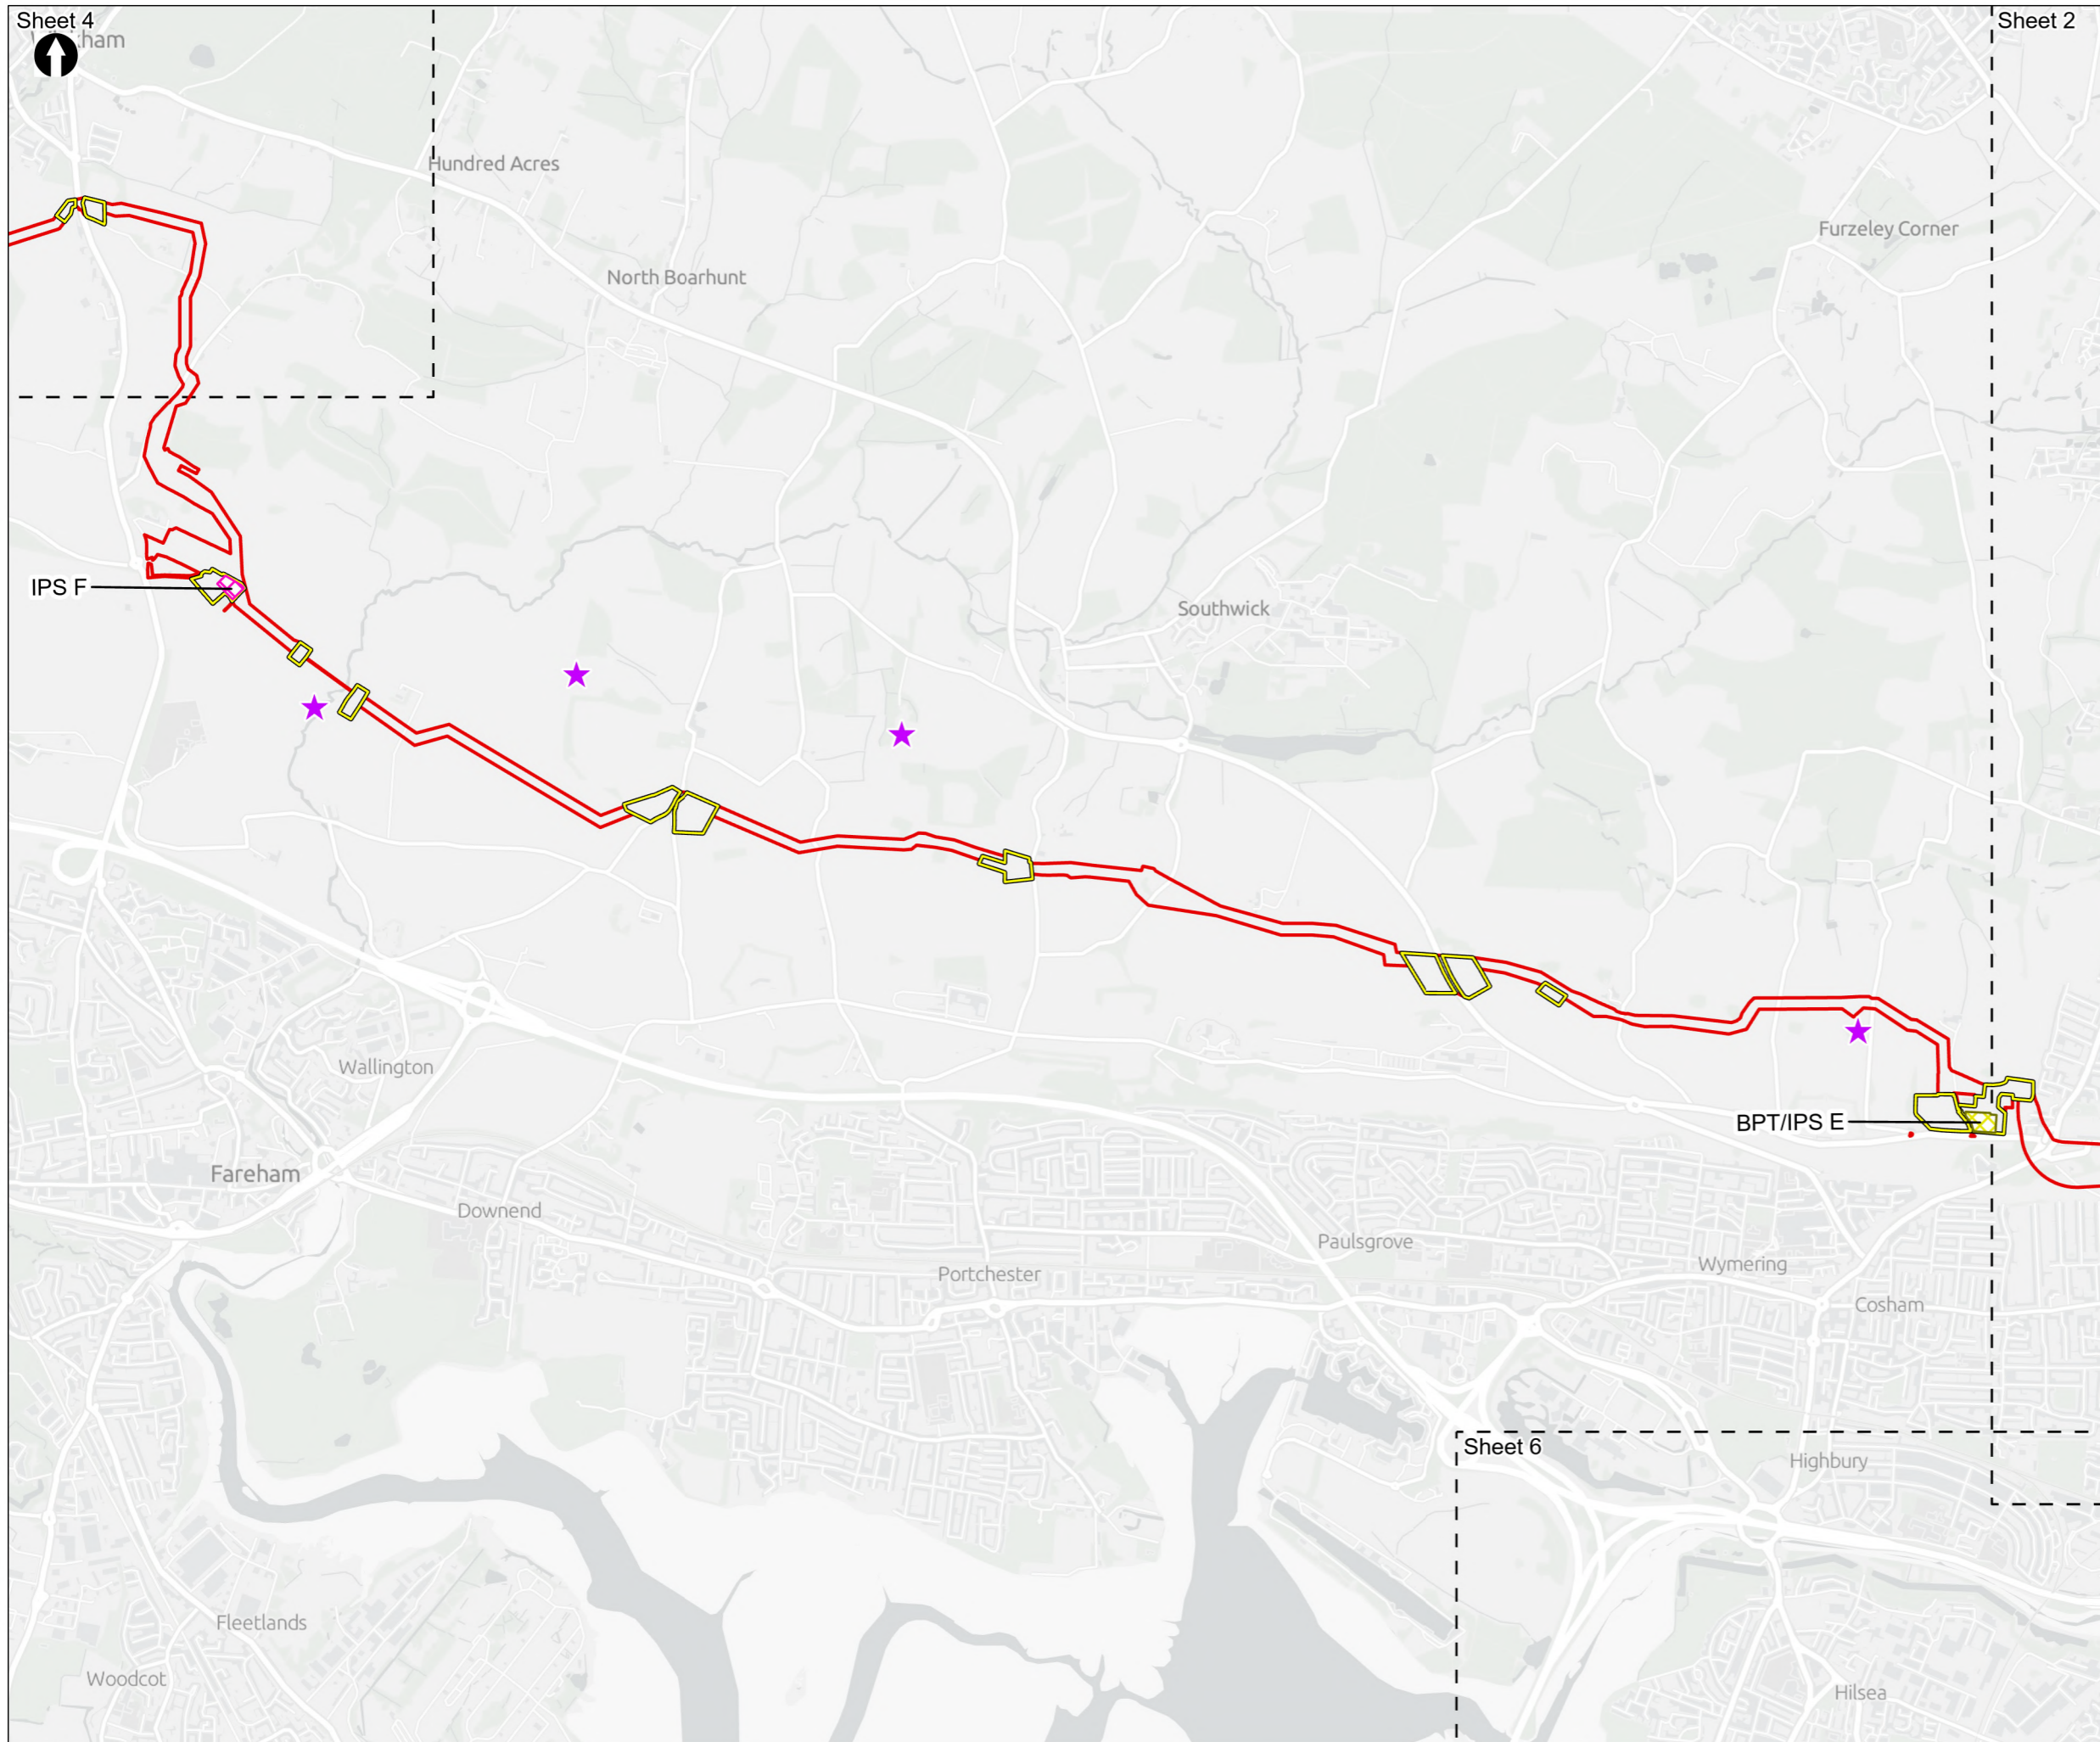 Sheet 4
Sheet 2
Wickham
Hundred Acres
Furzeley Corner
North Boarhunt
IPS F
Southwick
Wallington
BPT/IPS E
Fareham
Downend
Paulsgrove
Wymering
Portchester
Cosham
Sheet 6
Highbury
Fleetlands
Woodcot
Hilsea